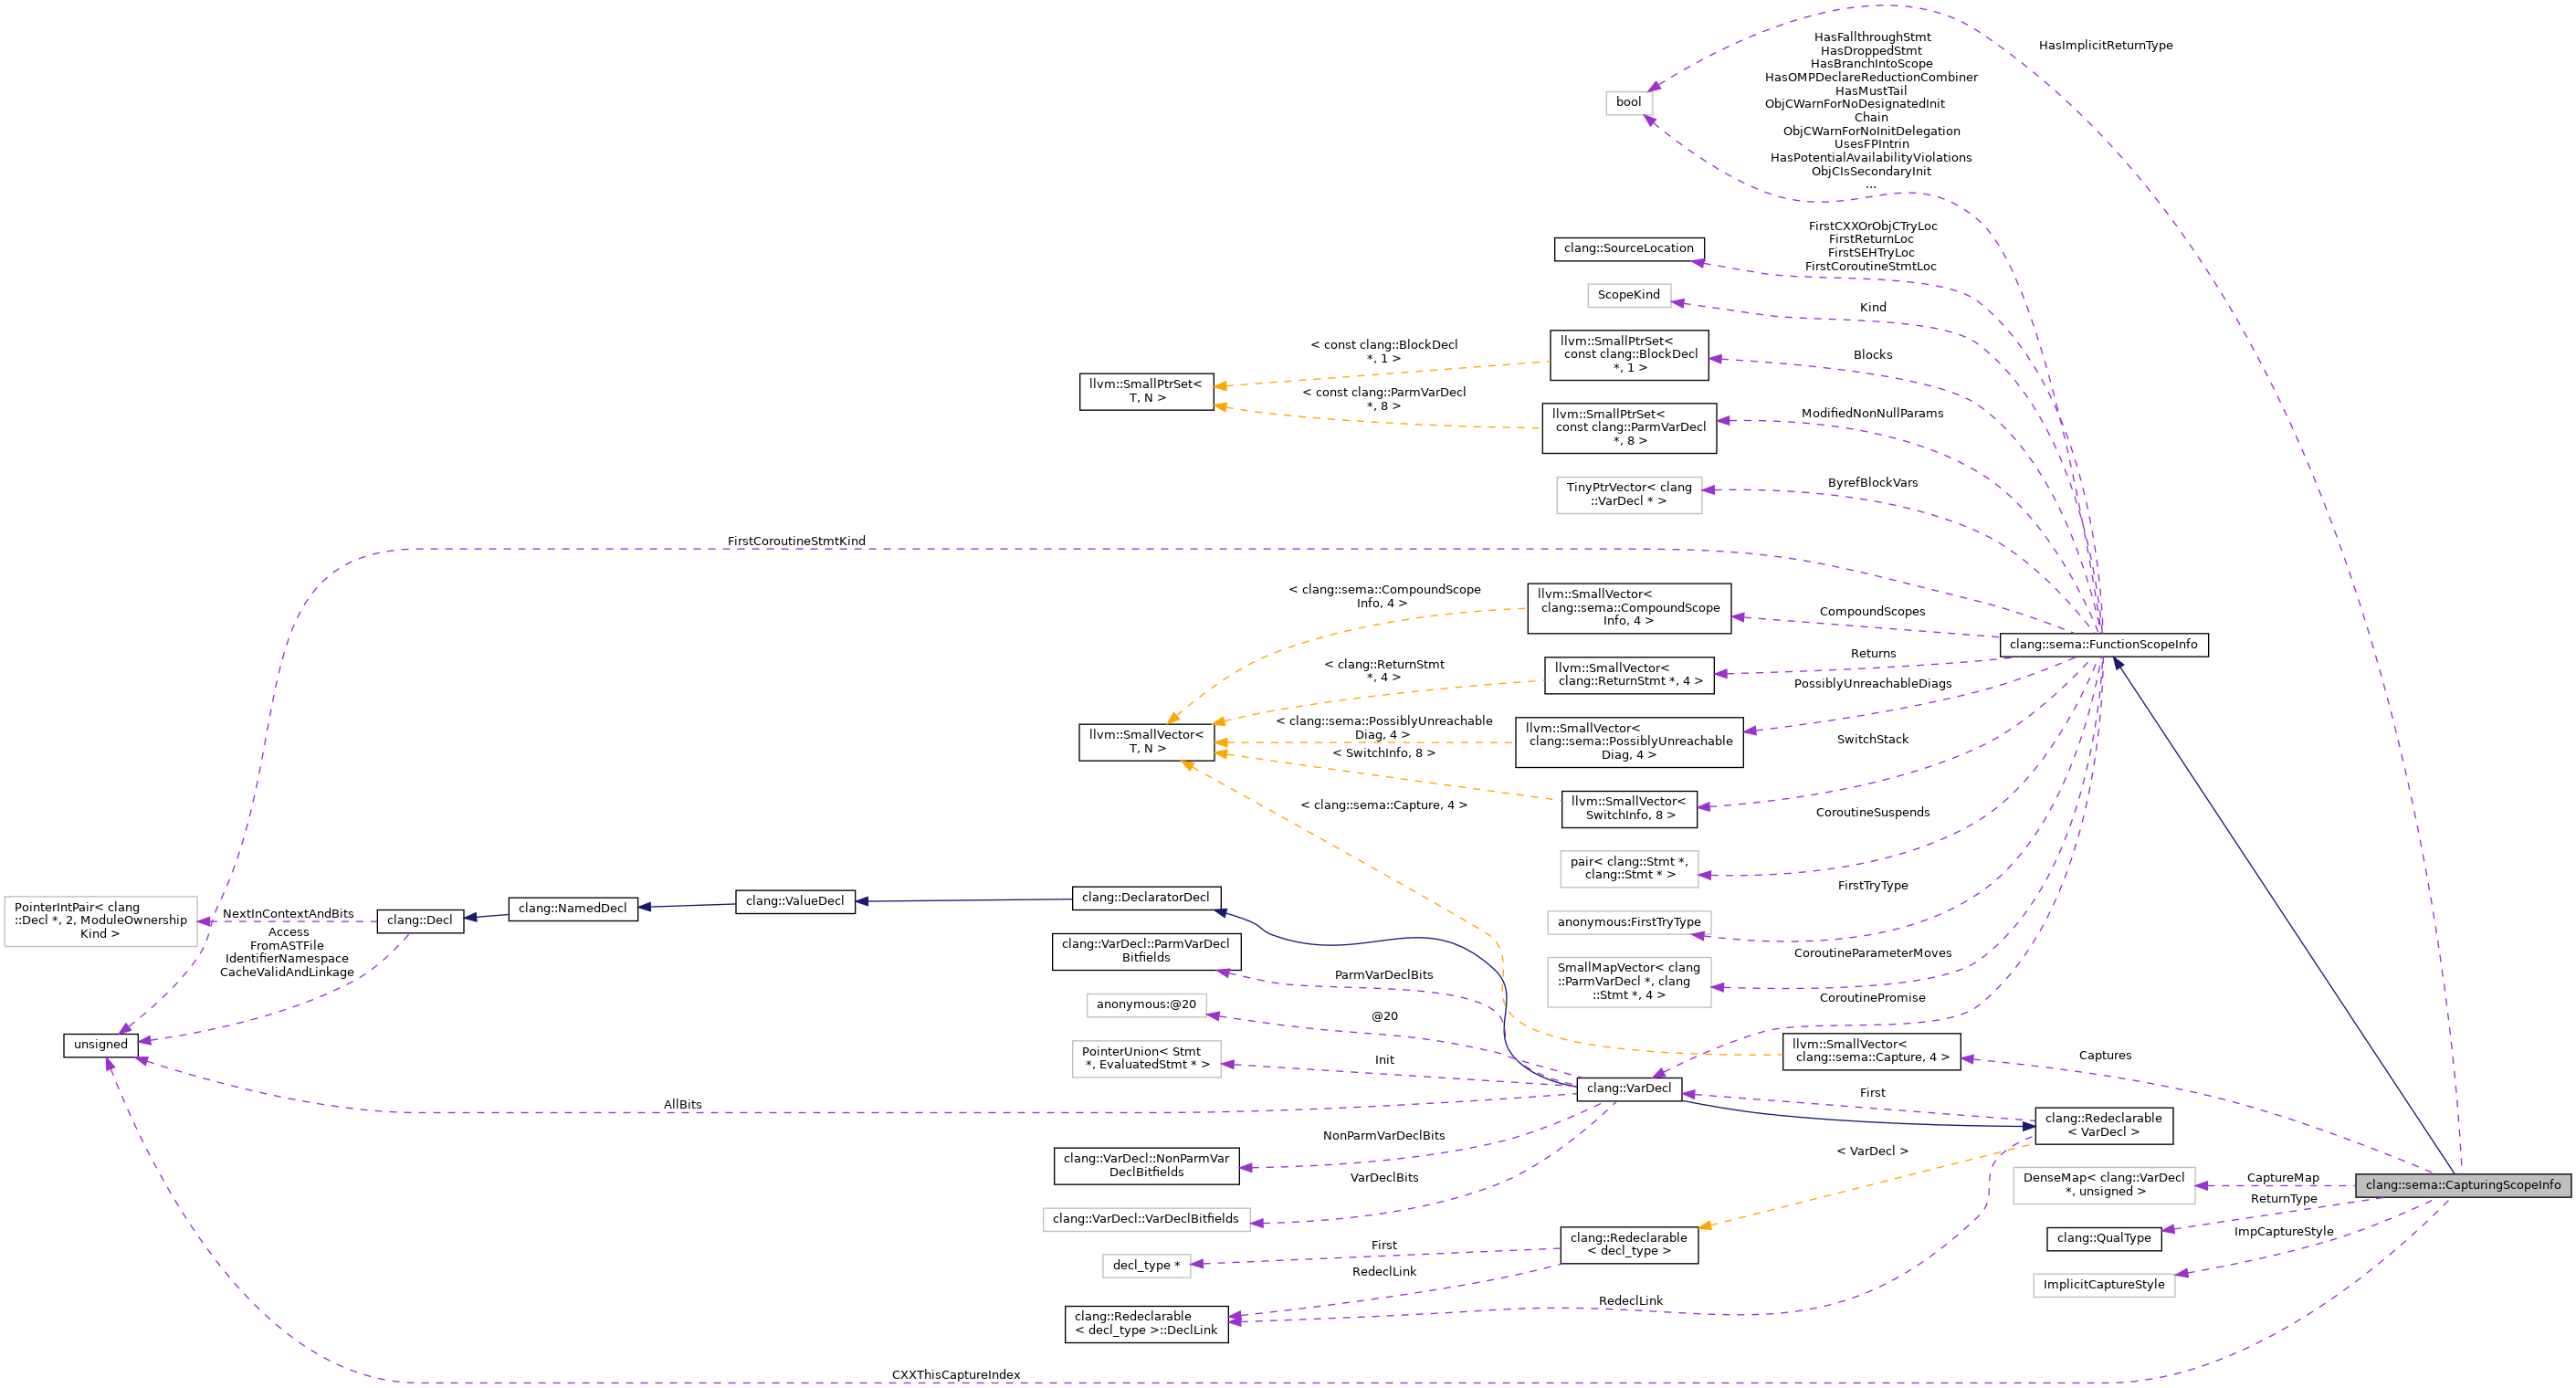 HasImplicitReturnType
HasFallthroughStmt
HasDroppedStmt
HasBranchIntoScope
HasOMPDeclareReductionCombiner
HasMustTail
ObjCWarnForNoDesignatedInit
Chain
ObjCWarnForNoInitDelegation
UsesFPIntrin
HasPotentialAvailabilityViolations
ObjCIsSecondaryInit
...
bool
FirstCXXOrObjCTryLoc
FirstReturnLoc
FirstSEHTryLoc
FirstCoroutineStmtLoc
clang::SourceLocation
ScopeKind
Kind
llvm::SmallPtrSet<
const clang::BlockDecl
*, 1 >
Blocks
< const clang::BlockDecl
*, 1 >
llvm::SmallPtrSet<
T, N >
< const clang::ParmVarDecl
*, 8 >
llvm::SmallPtrSet<
const clang::ParmVarDecl
*, 8 >
ModifiedNonNullParams
TinyPtrVector< clang
::VarDecl * >
ByrefBlockVars
FirstCoroutineStmtKind
< clang::sema::CompoundScope
Info, 4 >
llvm::SmallVector<
clang::sema::CompoundScope
Info, 4 >
CompoundScopes
clang::sema::FunctionScopeInfo
< clang::ReturnStmt
*, 4 >
llvm::SmallVector<
clang::ReturnStmt *, 4 >
Returns
PossiblyUnreachableDiags
llvm::SmallVector<
T, N >
< clang::sema::PossiblyUnreachable
Diag, 4 >
llvm::SmallVector<
clang::sema::PossiblyUnreachable
Diag, 4 >
SwitchStack
< SwitchInfo, 8 >
llvm::SmallVector<
SwitchInfo, 8 >
< clang::sema::Capture, 4 >
CoroutineSuspends
pair< clang::Stmt *,
clang::Stmt * >
FirstTryType
anonymous:FirstTryType
PointerIntPair< clang
::Decl *, 2, ModuleOwnership
Kind >
NextInContextAndBits
Access
FromASTFile
IdentifierNamespace
CacheValidAndLinkage
clang::Decl
clang::NamedDecl
clang::ValueDecl
clang::DeclaratorDecl
clang::VarDecl::ParmVarDecl
Bitfields
ParmVarDeclBits
CoroutineParameterMoves
SmallMapVector< clang
::ParmVarDecl *, clang
::Stmt *, 4 >
anonymous:@20
@20
CoroutinePromise
unsigned
PointerUnion< Stmt
*, EvaluatedStmt * >
Init
llvm::SmallVector<
clang::sema::Capture, 4 >
Captures
clang::VarDecl
First
AllBits
clang::Redeclarable
< VarDecl >
NonParmVarDeclBits
< VarDecl >
clang::VarDecl::NonParmVar
DeclBitfields
VarDeclBits
DenseMap< clang::VarDecl
*, unsigned >
CaptureMap
clang::sema::CapturingScopeInfo
ReturnType
clang::VarDecl::VarDeclBitfields
clang::QualType
ImpCaptureStyle
First
clang::Redeclarable
< decl_type >
decl_type *
RedeclLink
ImplicitCaptureStyle
RedeclLink
clang::Redeclarable
< decl_type >::DeclLink
CXXThisCaptureIndex